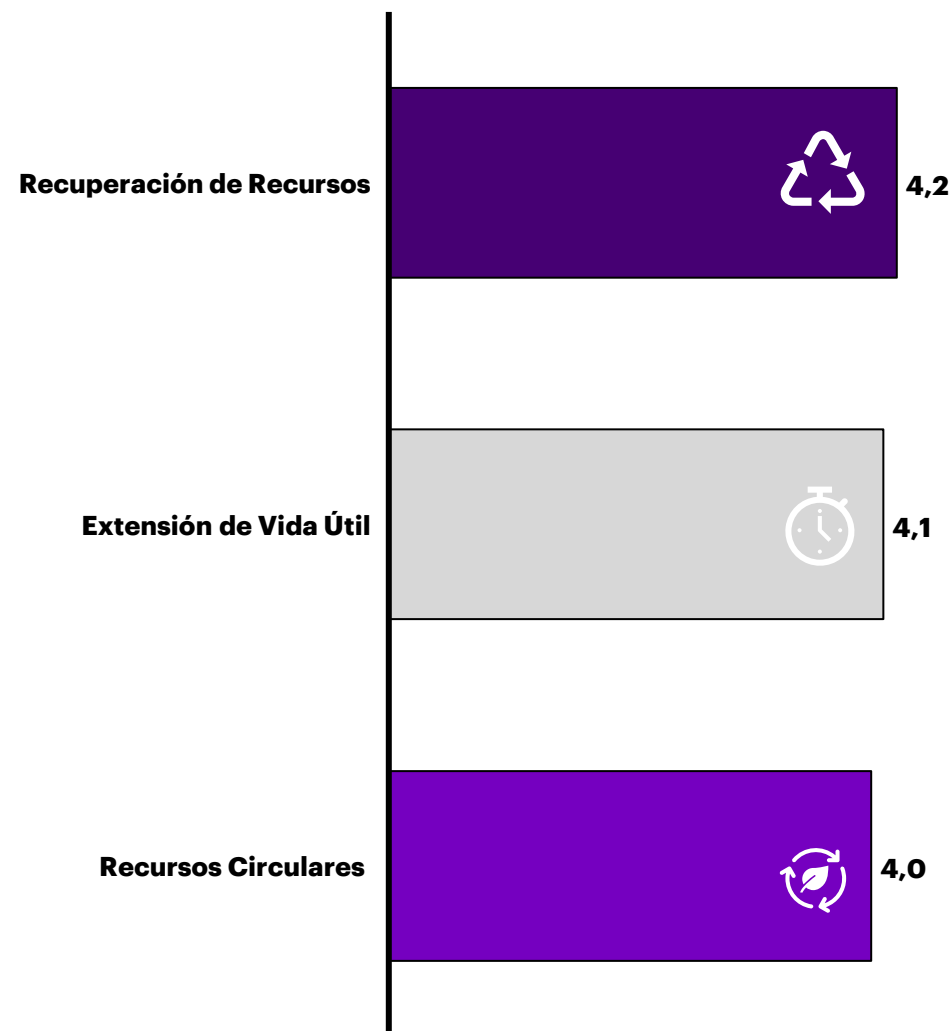 Recuperación de Recursos
4,2
Extensión de Vida Útil
4,1
Recursos Circulares
4,0